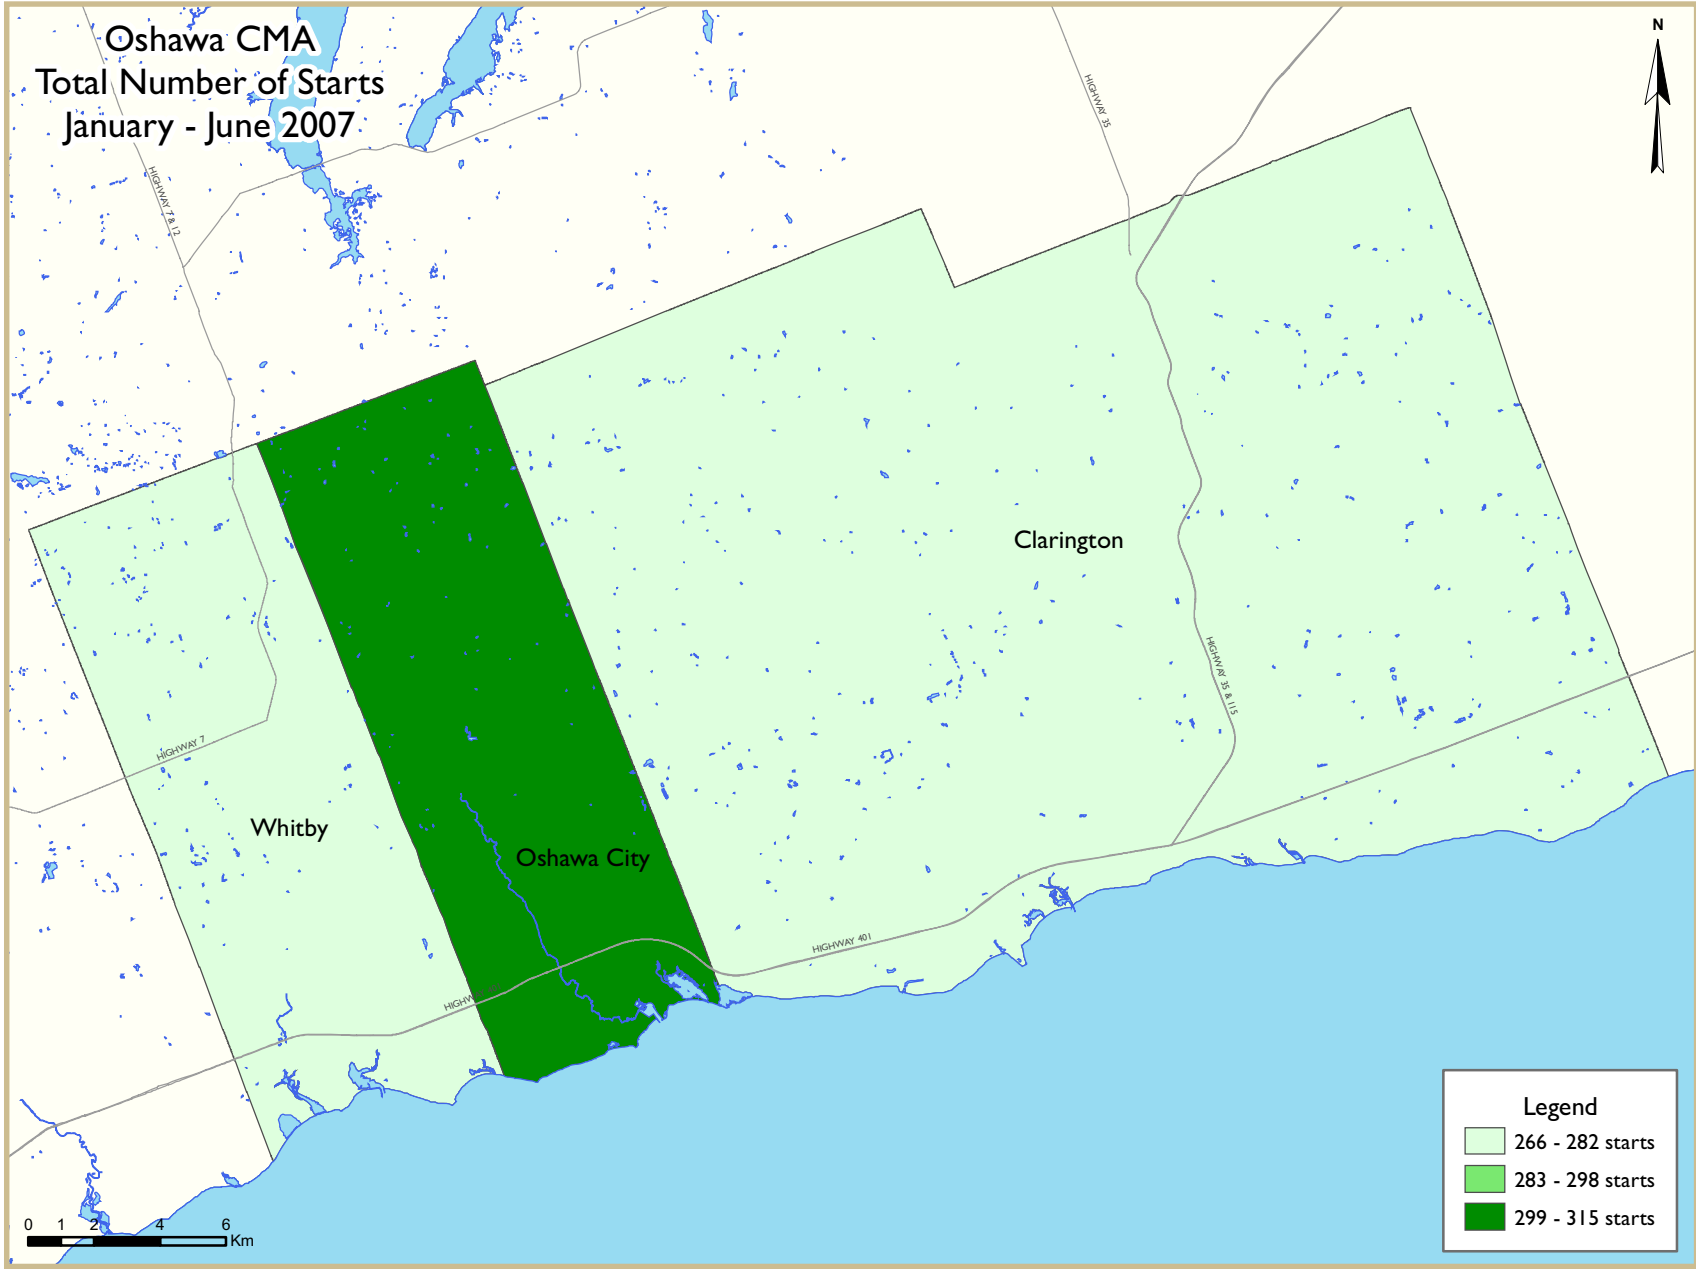 Oshawa CMA
Total Number of Starts
January - June 2007
N
HIGHWAY 35
HIGHWAY 7 & 12
Clarington
HIGHWAY 35 & 115
HIGHWAY 7
Whitby
Oshawa City
HIGHWAY 401
Legend
266 - 282 starts
283 - 298 starts
299 - 315 starts
0 1 2 4 6
Km